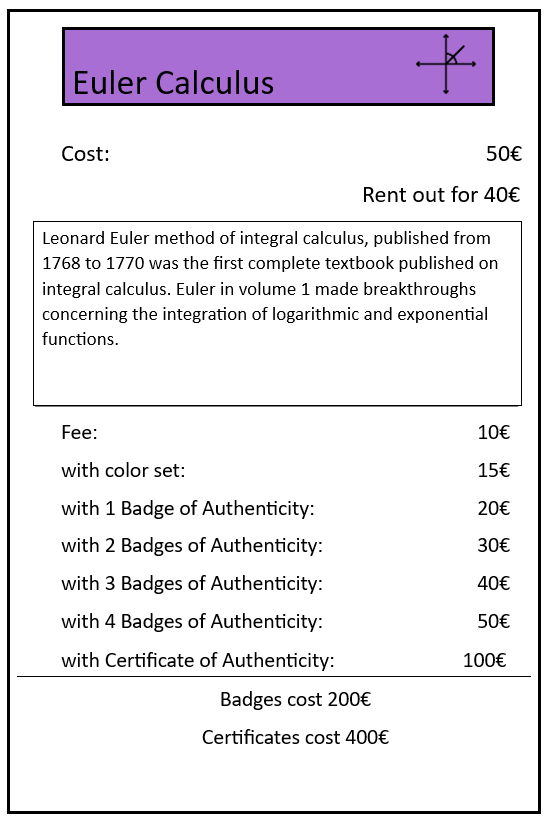 Euler Calculus
Cost: 50€
Rent out for 40€
Leonard Euler method of integral calculus, published from
1768 to 1770 was the first complete textbook published on
integral calculus. Euler in volume 1 made breakthroughs
concerning the integration of logarithmic and exponential
functions.
Fee: 10€
with color set: 15€
with 1 Badge of Authenticity: 20€
with 2 Badges of Authenticity: 30€
with 3 Badges of Authenticity: 40€
with 4 Badges of Authenticity: 50€
with Certificate of Authenticity: 100€
Badges cost 200€
Certificates cost 400€